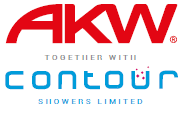 AKW®
TOGETHER WITH
contour
SHOWERS LIMITED